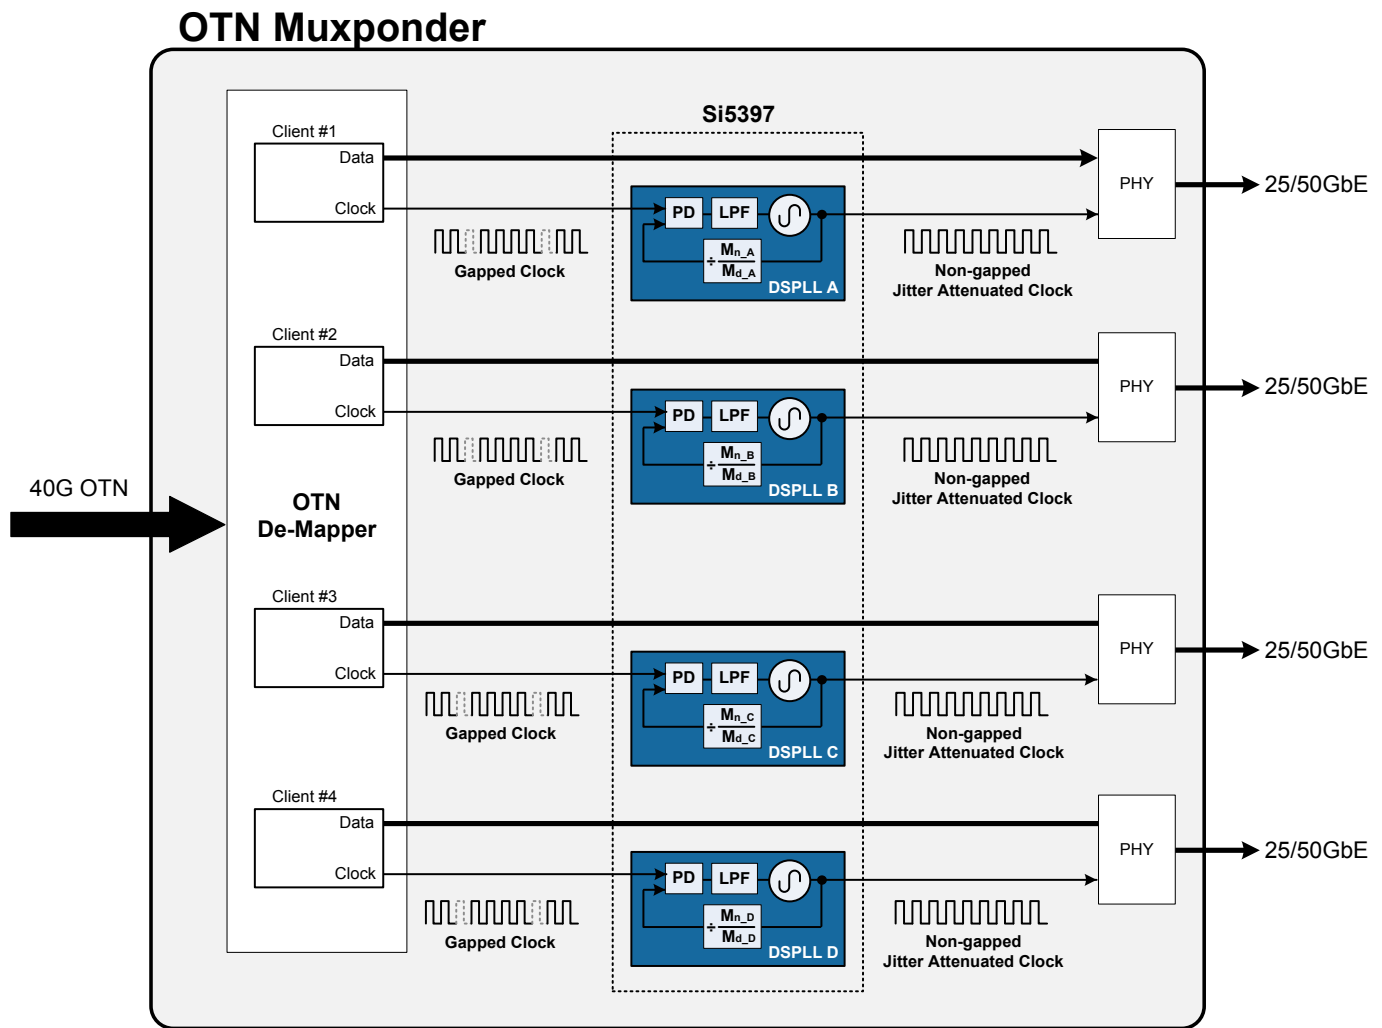 OTN Muxponder
Si5397
Client #1
Data
Clock
Gapped Clock
PD
LPF
÷
Mn_A
Md_A
DSPLL A
Non-gapped
Jitter Attenuated Clock
PHY
25/50GbE
Client #2
Data
Clock
Gapped Clock
PD
LPF
÷
Mn_B
Md_B
DSPLL B
Non-gapped
Jitter Attenuated Clock
PHY
25/50GbE
40G OTN
OTN
De-Mapper
Client #3
Data
Clock
Gapped Clock
PD
LPF
÷
Mn_C
Md_C
DSPLL C
Non-gapped
Jitter Attenuated Clock
PHY
25/50GbE
Client #4
Data
Clock
Gapped Clock
PD
LPF
÷
Mn_D
Md_D
DSPLL D
Non-gapped
Jitter Attenuated Clock
PHY
25/50GbE